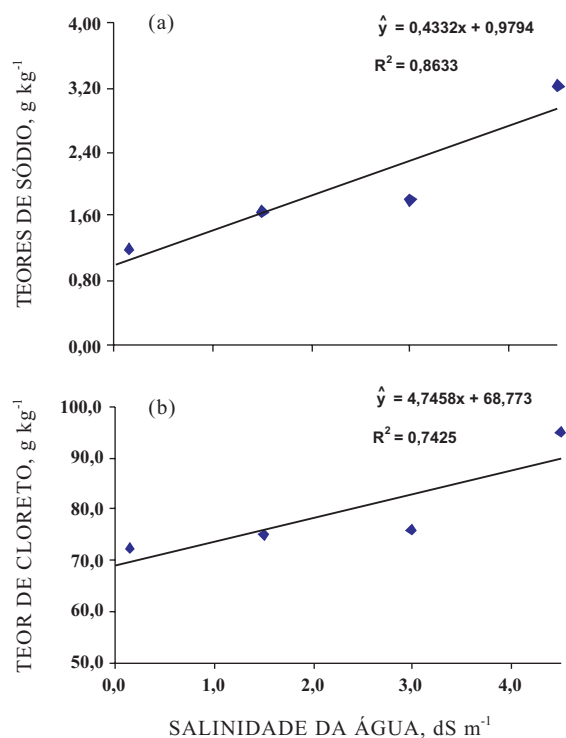 (a)
ŷ = 0,4332x + 0,9794
R² = 0,8633
TEORES DE SÓDIO, g kg⁻¹
4,00
3,20
2,40
1,60
0,80
0,00
(b)
ŷ = 4,7458x + 68,773
R² = 0,7425
TEOR DE CLORETO, g kg⁻¹
100,0
90,0
80,0
70,0
60,0
50,0
0,0 1,0 2,0 3,0 4,0
SALINIDADE DA ÁGUA, dS m⁻¹